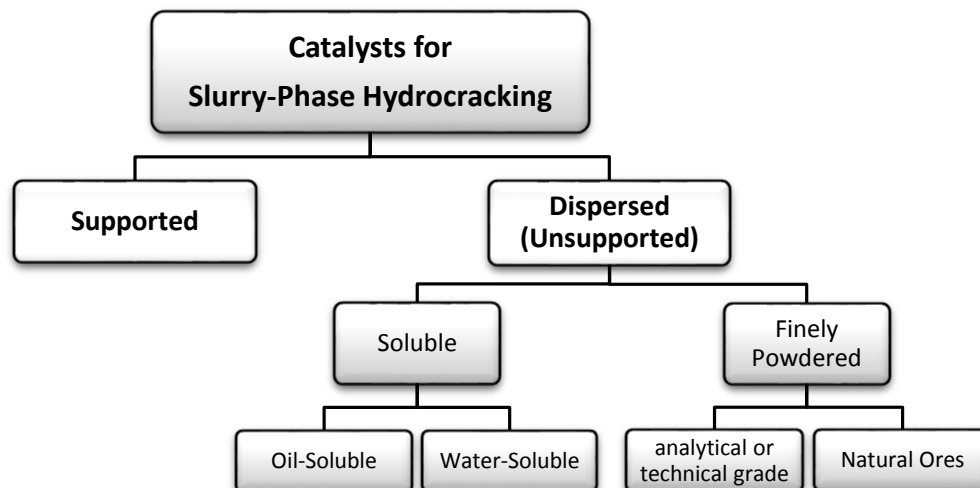 Catalysts for
Slurry-Phase Hydrocracking
Supported
Dispersed
(Unsupported)
Soluble
Finely
Powdered
Oil-Soluble
Water-Soluble
analytical or
technical grade
Natural Ores